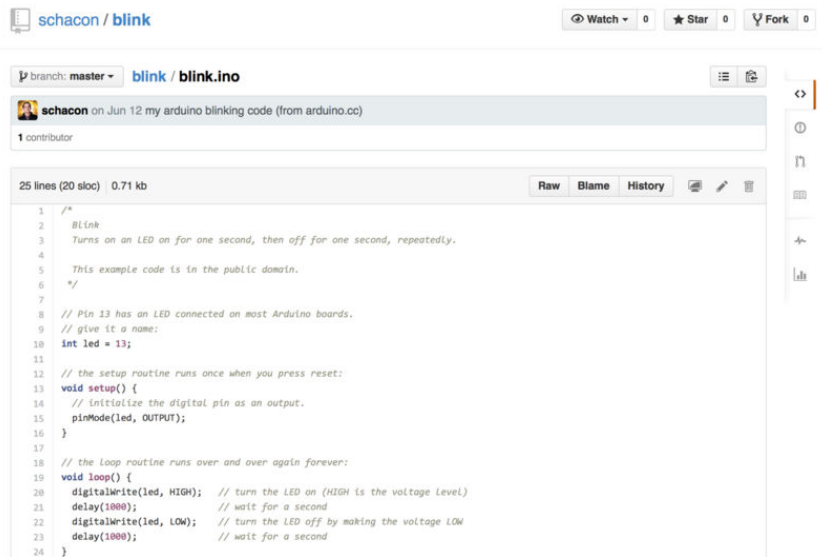 schacon / blink
Watch 0 Star 0 Fork 0
branch: master blink / blink.ino
schacon on Jun 12 my arduino blinking code (from arduino.cc)
1 contributor
25 lines (20 sloc) 0.71 kb Raw Blame History
1 /*
2 Blink
3 Turns on an LED on for one second, then off for one second, repeatedly.
4
5 This example code is in the public domain.
6 */
7
8 // Pin 13 has an LED connected on most Arduino boards.
9 // give it a name:
10 int led = 13;
11
12 // the setup routine runs once when you press reset:
13 void setup() {
14 // initialize the digital pin as an output.
15 pinMode(led, OUTPUT);
16 }
17
18 // the loop routine runs over and over again forever:
19 void loop() {
20 digitalWrite(led, HIGH); // turn the LED on (HIGH is the voltage level)
21 delay(1000); // wait for a second
22 digitalWrite(led, LOW); // turn the LED off by making the voltage LOW
23 delay(1000); // wait for a second
24 }